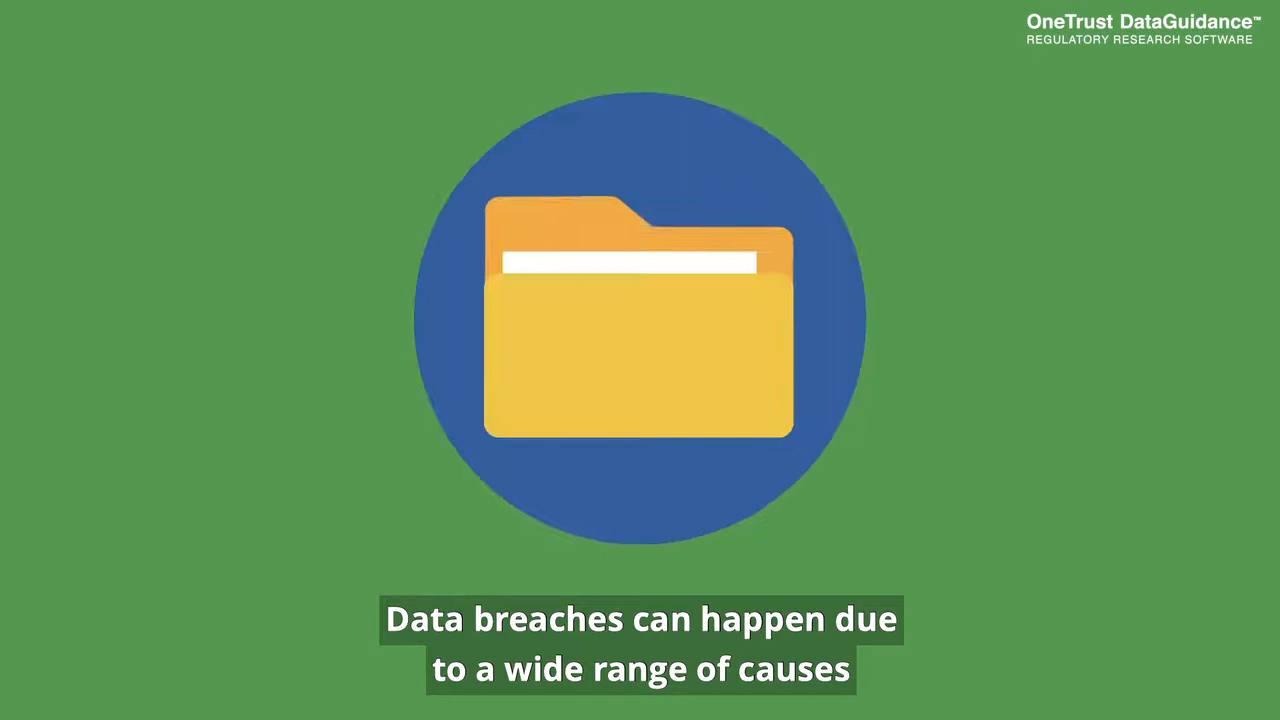 OneTrust DataGuidance™
REGULATORY RESEARCH SOFTWARE
Data breaches can happen due
to a wide range of causes